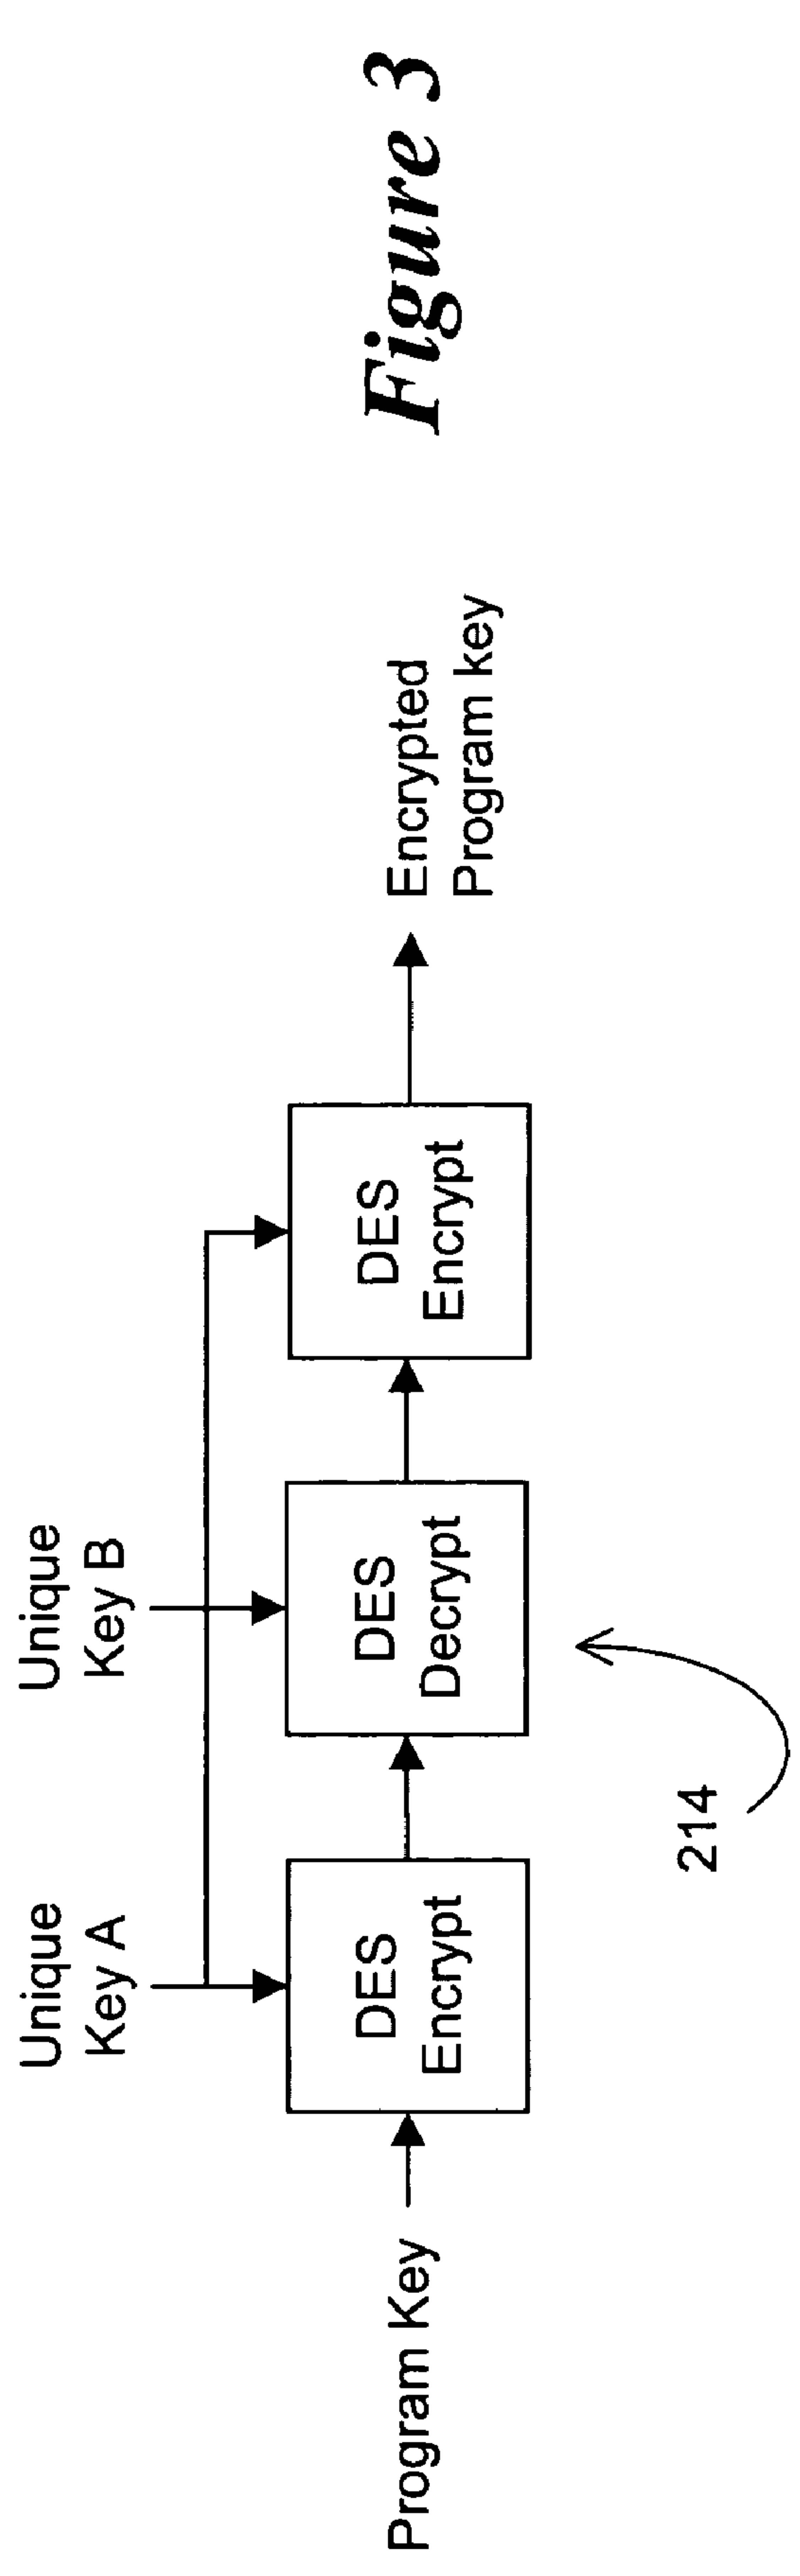 Unique
Key A
Unique
Key B
Program Key
DES
Encrypt
DES
Decrypt
DES
Encrypt
Encrypted
Program key
214
Figure 3